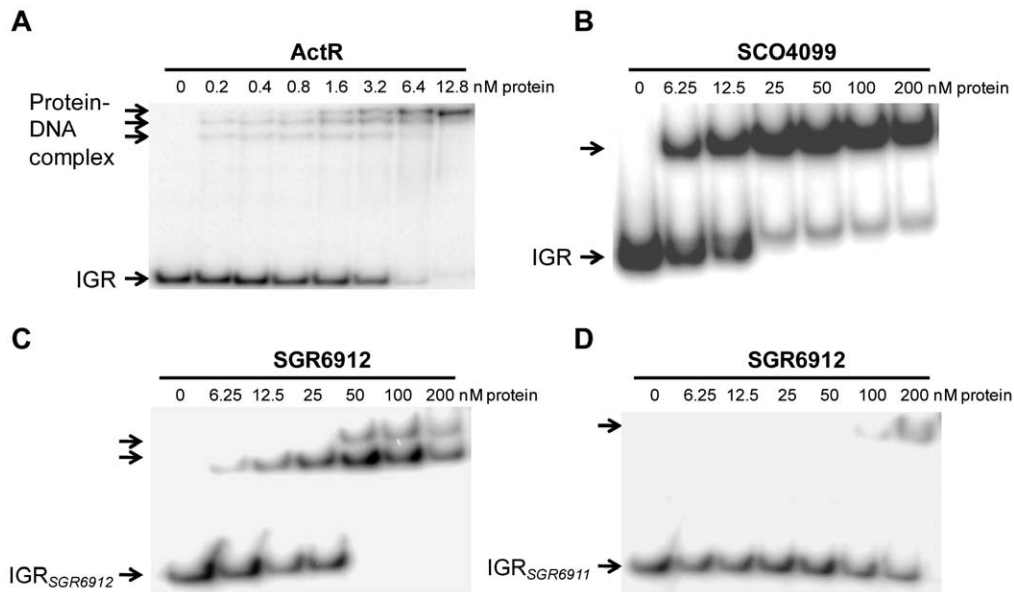 A
ActR
0 0.2 0.4 0.8 1.6 3.2 6.4 12.8 nM protein
Protein-
DNA
complex
IGR
B
SCO4099
0 6.25 12.5 25 50 100 200 nM protein
IGR
C
SGR6912
0 6.25 12.5 25 50 100 200 nM protein
IGRSGR6912
D
SGR6912
0 6.25 12.5 25 50 100 200 nM protein
IGRSGR6911